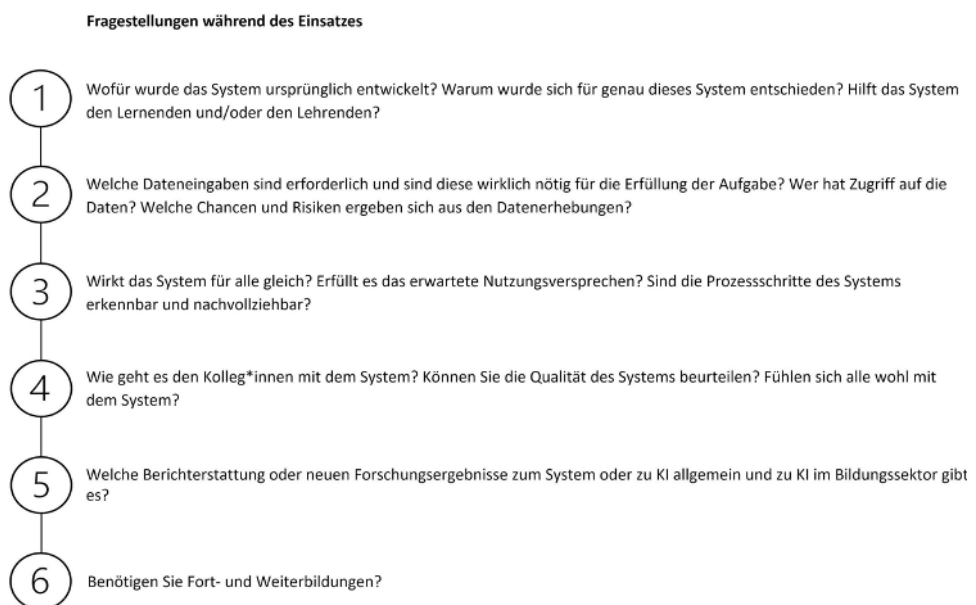 Fragestellungen während des Einsatzes
1
Wofür wurde das System ursprünglich entwickelt? Warum wurde sich für genau dieses System entschieden? Hilft das System
den Lernenden und/oder den Lehrenden?
2
Welche Dateneingaben sind erforderlich und sind diese wirklich nötig für die Erfüllung der Aufgabe? Wer hat Zugriff auf die
Daten? Welche Chancen und Risiken ergeben sich aus den Datenerhebungen?
3
Wirkt das System für alle gleich? Erfüllt es das erwartete Nutzungsversprechen? Sind die Prozessschritte des Systems
erkennbar und nachvollziehbar?
4
Wie geht es den Kolleg*innen mit dem System? Können Sie die Qualität des Systems beurteilen? Fühlen sich alle wohl mit
dem System?
5
Welche Berichterstattung oder neuen Forschungsergebnisse zum System oder zu KI allgemein und zu KI im Bildungssektor gibt
es?
6
Benötigen Sie Fort- und Weiterbildungen?